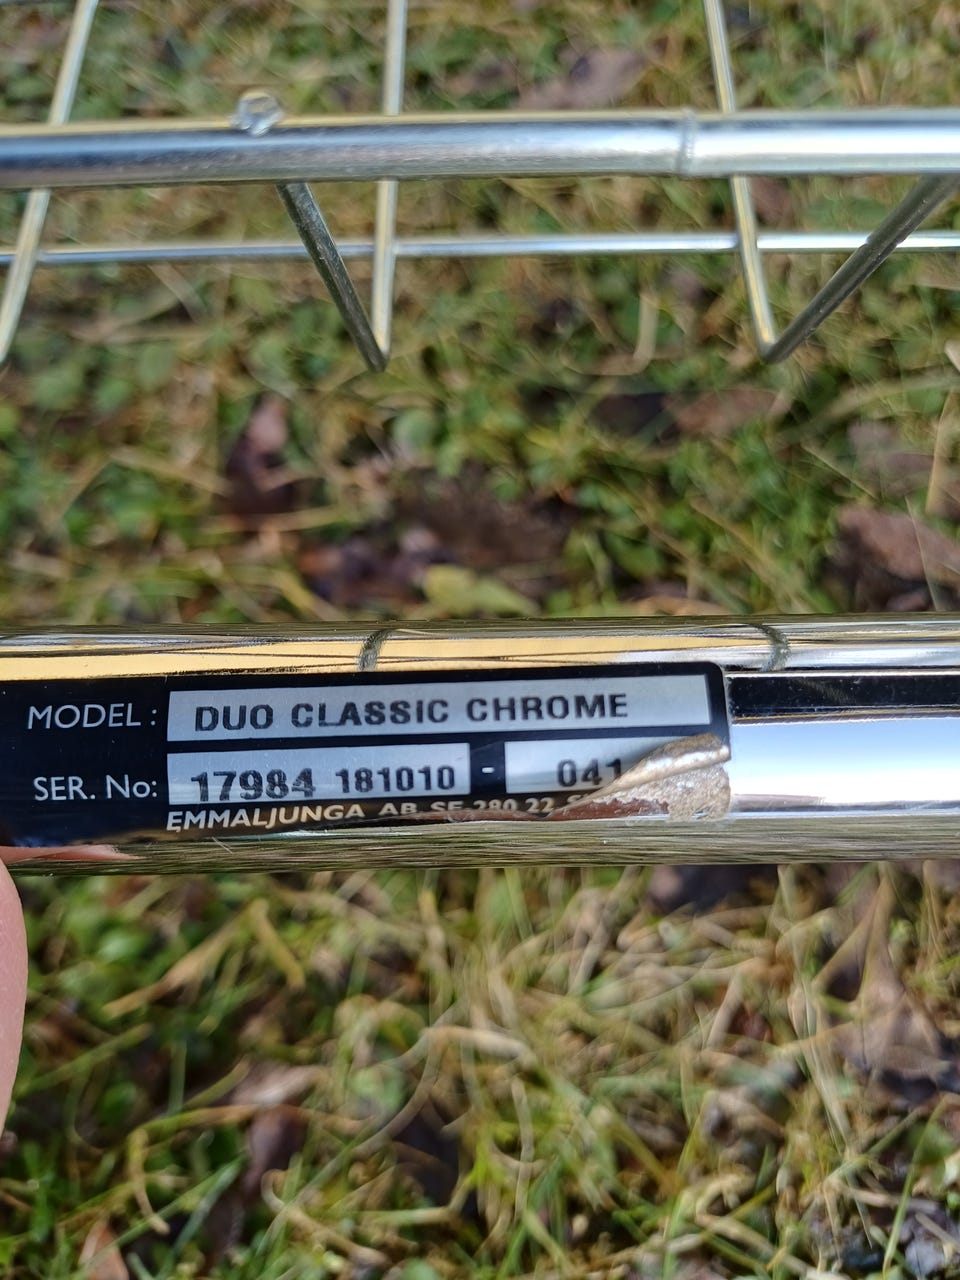 MODEL : DUO CLASSIC CHROME
SER. No: 17984 181010 - 041
EMMALJUNGA AB SE-280 22